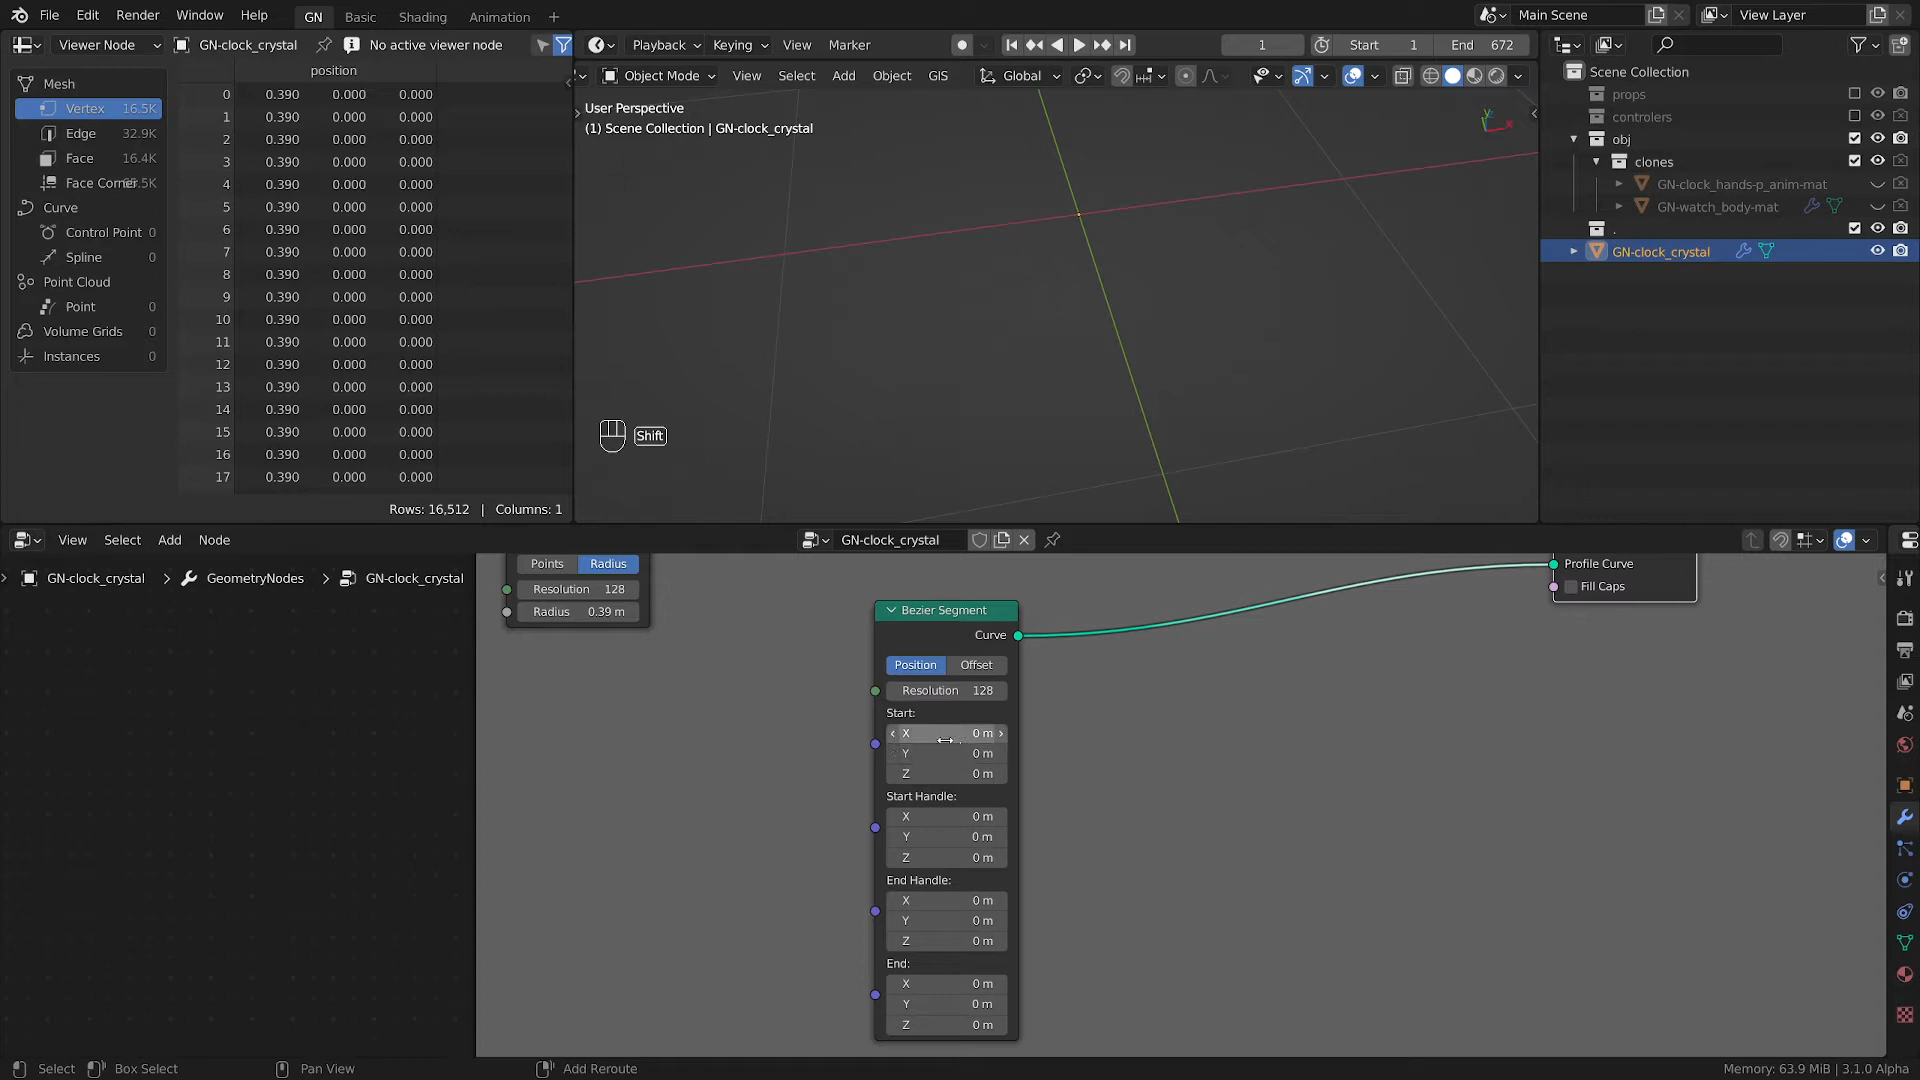 File Edit Render Window Help GN Basic Shading Animation + Main Scene View Layer
Viewer Node GN-clock_crystal No active viewer node
Playback Keying View Marker 1 Start 1 End 672
Object Mode View Select Add Object GIS Global
position
Mesh
Vertex 16.5K
Edge 32.9K
Face 16.4K
Face Corner
Curve
Control Point 0
Spline 0
Point Cloud
Point 0
Volume Grids 0
Instances 0
0 0.390 0.000 0.000
1 0.390 0.000 0.000
2 0.390 0.000 0.000
3 0.390 0.000 0.000
4 0.390 0.000 0.000
5 0.390 0.000 0.000
6 0.390 0.000 0.000
7 0.390 0.000 0.000
8 0.390 0.000 0.000
9 0.390 0.000 0.000
10 0.390 0.000 0.000
11 0.390 0.000 0.000
12 0.390 0.000 0.000
13 0.390 0.000 0.000
14 0.390 0.000 0.000
15 0.390 0.000 0.000
16 0.390 0.000 0.000
17 0.390 0.000 0.000
Rows: 16,512 | Columns: 1
User Perspective
(1) Scene Collection | GN-clock_crystal
Shift
Scene Collection
props
controlers
obj
clones
GN-clock_hands-p_anim-mat
GN-watch_body-mat
.
GN-clock_crystal
View Select Add Node GN-clock_crystal
GN-clock_crystal > GeometryNodes > GN-clock_crystal
Points Radius
Resolution 128
Radius 0.39 m
Profile Curve
Fill Caps
Bezier Segment
Curve
Position Offset
Resolution 128
Start:
X 0 m
Y 0 m
Z 0 m
Start Handle:
X 0 m
Y 0 m
Z 0 m
End Handle:
X 0 m
Y 0 m
Z 0 m
End:
X 0 m
Y 0 m
Z 0 m
Select Box Select Pan View Add Reroute Memory: 63.9 MiB | 3.1.0 Alpha